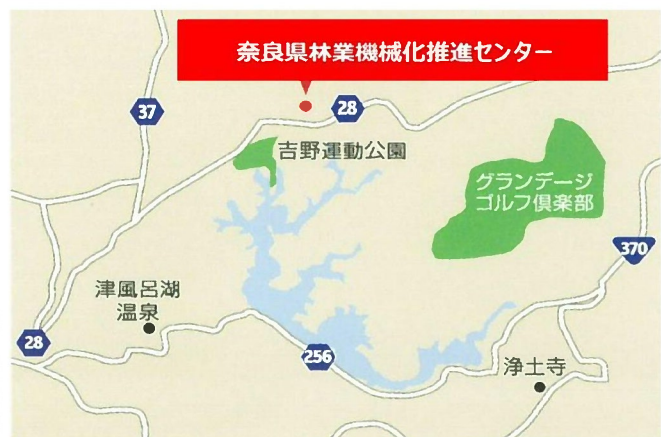 奈良県林業機械化推進センター
37
28
吉野運動公園
グランデージ
ゴルフ倶楽部
370
津風呂湖
温泉
28
256
浄土寺